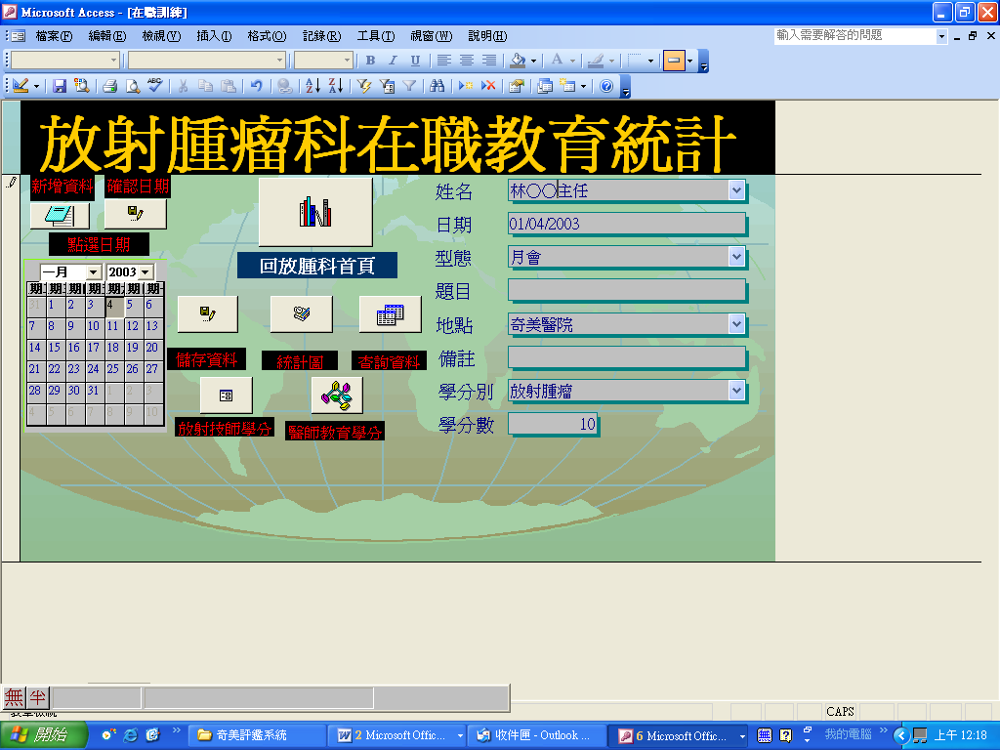 Microsoft Access - [在職訓練]
檔案(F) 編輯(E) 檢視(V) 插入(I) 格式(O) 記錄(R) 工具(T) 視窗(W) 說明(H) 輸入需要解答的問題
放射腫瘤科在職教育統計
新增資料 確認日期
點選日期
一月 2003
31 1 2 3 4 5 6
7 8 9 10 11 12 13
14 15 16 17 18 19 20
21 22 23 24 25 26 27
28 29 30 31 1 2 3
4 5 6 7 8 9 10
回放腫科首頁
儲存資料 統計圖 查詢資料
放射技師學分 醫師教育學分
姓名 林〇〇主任
日期 01/04/2003
型態 月會
題目
地點 奇美醫院
備註
學分別 放射腫瘤
學分數 10
無 半
CAPS
開始 奇美評鑑系統 2 Microsoft Offic... 收件匣 - Outlook ... 6 Microsoft Offic... 我的電腦 上午 12:18